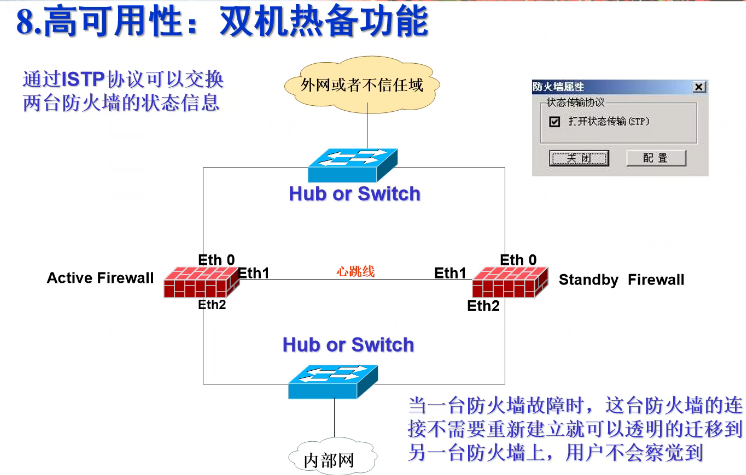 8.高可用性：双机热备功能
通过ISTP协议可以交换
两台防火墙的状态信息
外网或者不信任域
防火墙属性
状态传输协议
打开状态传输(STP)
关闭
配置
Hub or Switch
Eth 0
Eth 0
Active Firewall
Eth1
心跳线
Eth1
Standby Firewall
Eth2
Eth2
Hub or Switch
当一台防火墙故障时，这台防火墙的连
接不需要重新建立就可以透明的迁移到
另一台防火墙上，用户不会察觉到
内部网